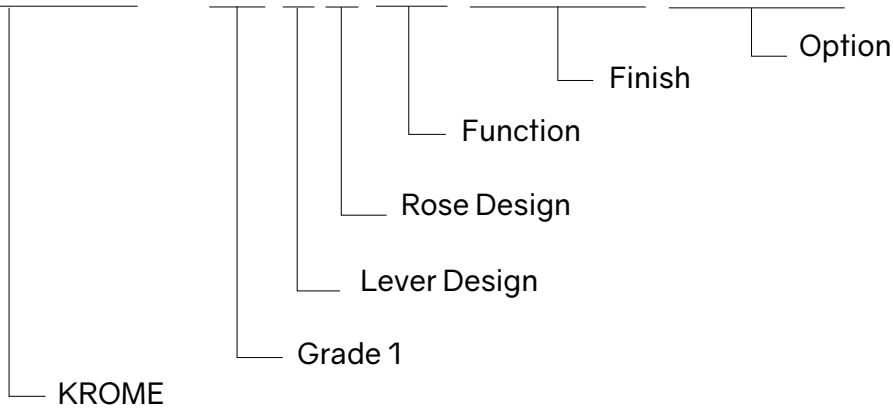 Option
Finish
Function
Rose Design
Lever Design
Grade 1
KROME